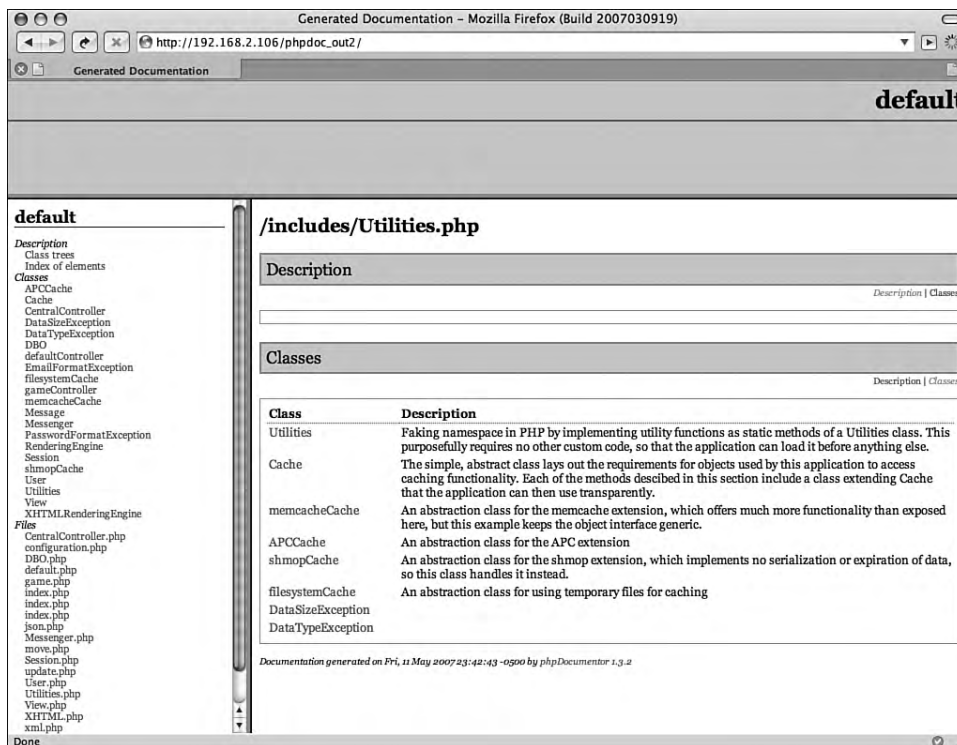 Generated Documentation – Mozilla Firefox (Build 2007030919)
http://192.168.2.106/phpdoc_out2/
Generated Documentation
default
default
Description
Class trees
Index of elements
Classes
APCCache
Cache
CentralController
DataSizeException
DataTypeException
DBO
defaultController
EmailFormatException
filesystemCache
gameController
memcacheCache
Message
Messenger
PasswordFormatException
RenderingEngine
Session
shmopCache
User
Utilities
View
XHTMLRenderingEngine
Files
CentralController.php
configuration.php
DBO.php
default.php
game.php
index.php
index.php
index.php
json.php
Messenger.php
move.php
Session.php
update.php
User.php
Utilities.php
View.php
XHTML.php
xml.php
/includes/Utilities.php
Description
Description | Classes
Classes
Description | Classes
Class Description
Utilities Faking namespace in PHP by implementing utility functions as static methods of a Utilities class. This
purposefully requires no other custom code, so that the application can load it before anything else.
Cache The simple, abstract class lays out the requirements for objects used by this application to access
caching functionality. Each of the methods descibed in this section include a class extending Cache
that the application can then use transparently.
memcacheCache An abstraction class for the memcache extension, which offers much more functionality than exposed
here, but this example keeps the object interface generic.
APCCache An abstraction class for the APC extension
shmopCache An abstraction class for the shmop extension, which implements no serialization or expiration of data,
so this class handles it instead.
filesystemCache An abstraction class for using temporary files for caching
DataSizeException
DataTypeException
Documentation generated on Fri, 11 May 2007 23:42:43 -0500 by phpDocumentor 1.3.2
Done